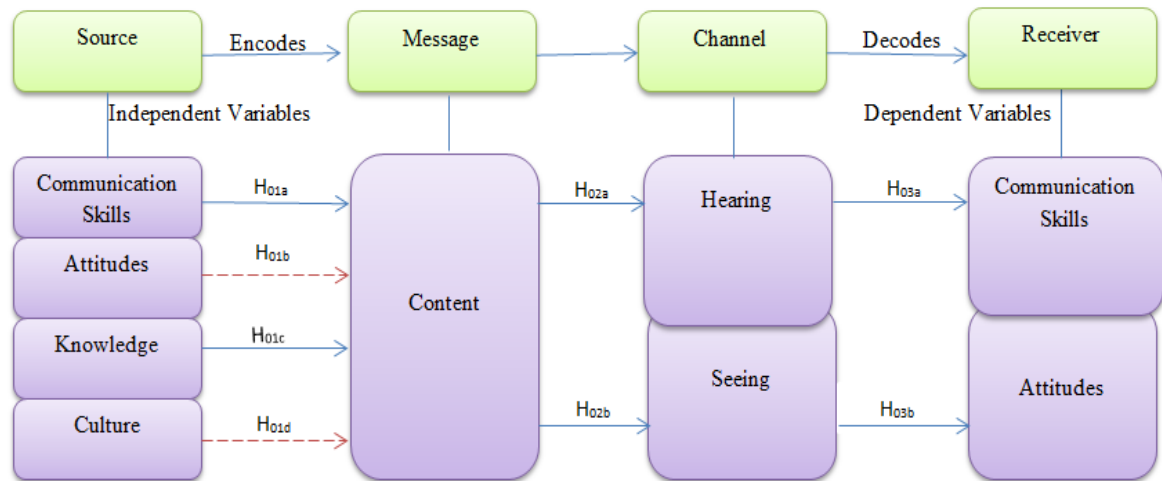 Source
Encodes
Message
Channel
Decodes
Receiver
Independent Variables
Dependent Variables
Communication
Skills
H01a
Content
H02a
Hearing
H03a
Communication
Skills
Attitudes
H01b
Knowledge
H01c
Seeing
Attitudes
Culture
H01d
H02b
H03b